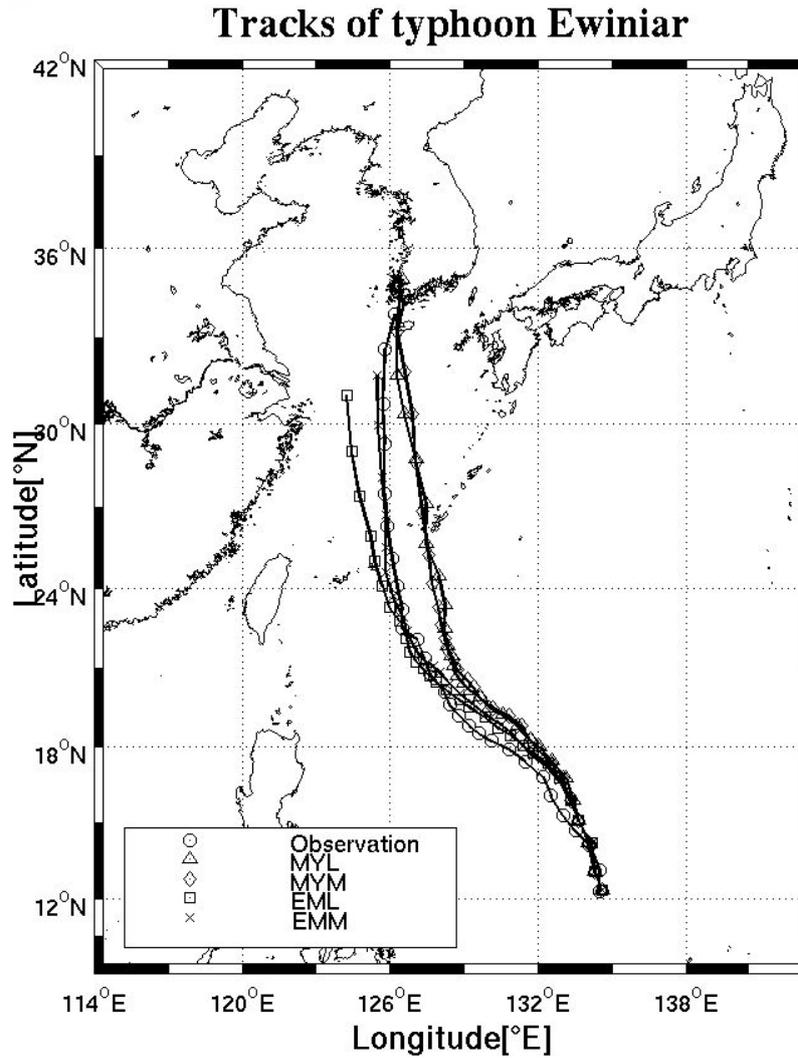 Tracks of typhoon Ewiniar
42°N
36°N
30°N
24°N
18°N
12°N
Latitude[°N]
Observation
MYL
MYM
EML
EMM
114°E 120°E 126°E 132°E 138°E
Longitude[°E]